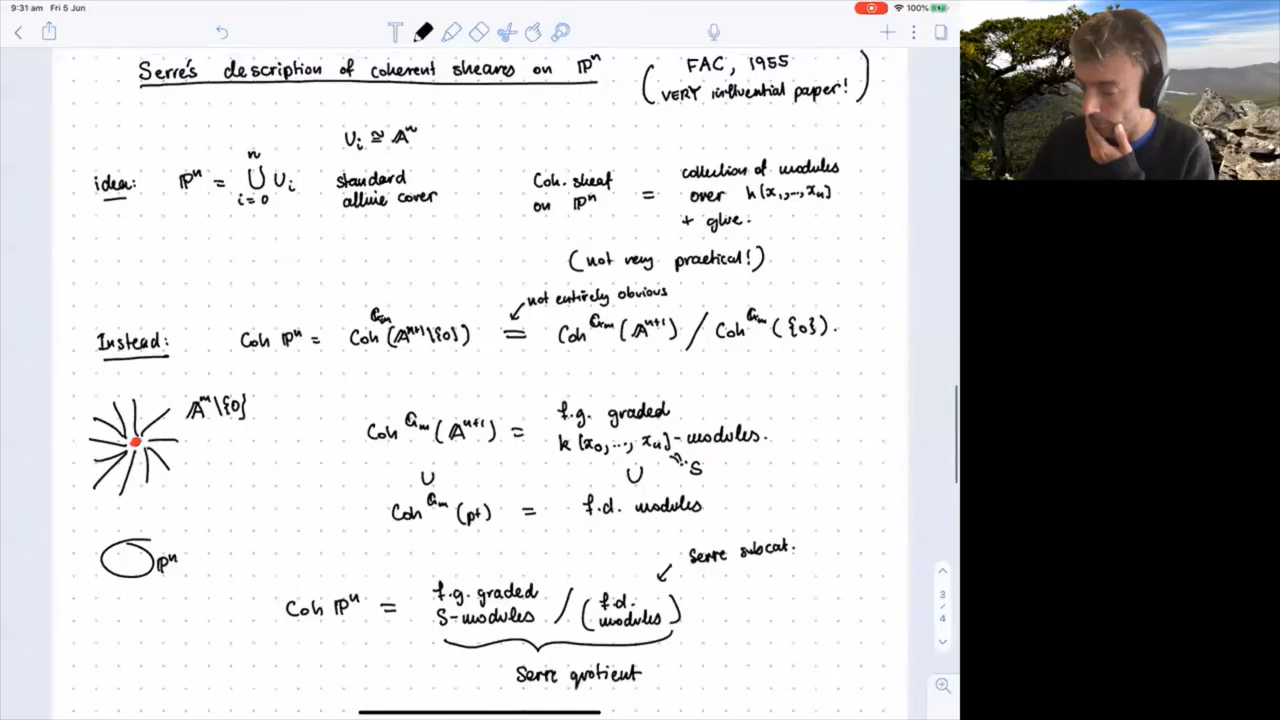 9:31 am Fri 5 Jun
100%
Serre's description of coherent sheaves on ℙⁿ
( FAC, 1955
VERY influential paper! )
Uᵢ ≅ 𝔸ⁿ
idea: ℙⁿ = ⋃ᵢ₌₀ⁿ Uᵢ standard affine cover
Coh. sheaf on ℙⁿ = collection of modules over k[x₁,...,xₙ] + glue.
(not very practical!)
not entirely obvious
Instead: Coh ℙⁿ = Coh^𝔾ₘ(𝔸ⁿ⁺¹\{0}) = Coh^𝔾ₘ(𝔸ⁿ⁺¹) / Coh^𝔾ₘ({0}).
𝔸ⁿ\{0}
Coh^𝔾ₘ(𝔸ⁿ⁺¹) = f.g. graded k[x₀,...,xₙ]-modules.
∪ ∪ S
Coh^𝔾ₘ(pt) = f.d. modules
ℙⁿ
Serre subcat.
Coh ℙⁿ = f.g. graded S-modules / (f.d. modules)
Serre quotient
3
/
4